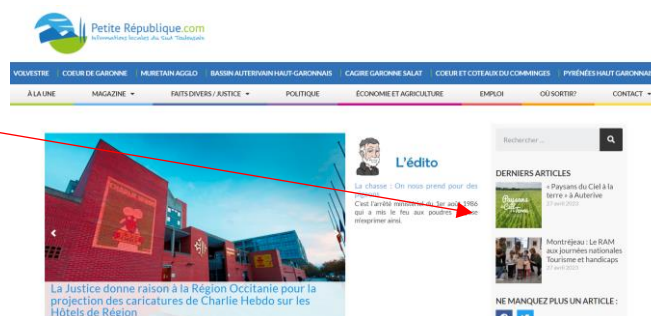 Petite République.com
Informations locales du Sud Toulousain
VOLVESTRE COEUR DE GARONNE MURETAIN AGGLO BASSIN AUTERIVAIN HAUT-GARONNAIS CAGIRE GARONNE SALAT COEUR ET COTEAUX DU COMMINGES PYRÉNÉES HAUT GARONNAISES
À LA UNE MAGAZINE FAITS DIVERS / JUSTICE POLITIQUE ÉCONOMIE ET AGRICULTURE EMPLOI OÙ SORTIR? CONTACT
Rechercher ...
L'édito
La chasse : On nous prend pour des
C'est l'arrêté ministériel du 1er août 1986
qui a mis le feu aux poudres se
m'exprimer ainsi.
La Justice donne raison à la Région Occitanie pour la
projection des caricatures de Charlie Hebdo sur les
Hôtels de Région
DERNIERS ARTICLES
« Paysans du Ciel à la
terre » à Auterive
27 avril 2022
Montréjeau : Le RAM
aux journées nationales
Tourisme et handicaps
27 avril 2022
NE MANQUEZ PLUS UN ARTICLE :